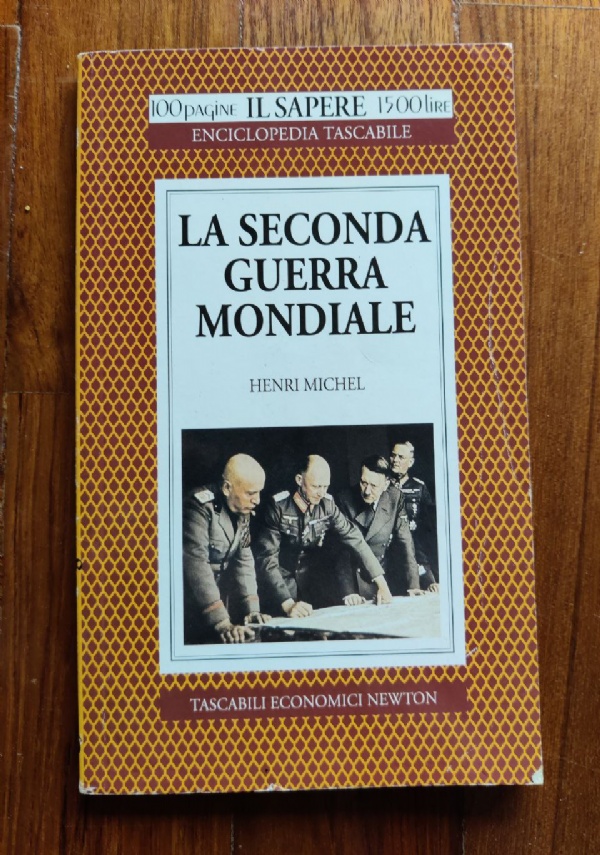 100 pagine IL SAPERE 1500 lire
ENCICLOPEDIA TASCABILE
LA SECONDA
GUERRA
MONDIALE
HENRI MICHEL
TASCABILI ECONOMICI NEWTON